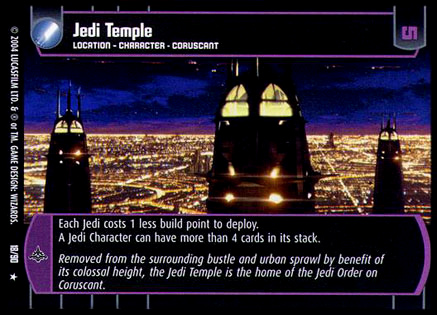 Jedi Temple
LOCATION - CHARACTER - CORUSCANT
5
Each Jedi costs 1 less build point to deploy.
A Jedi Character can have more than 4 cards in its stack.
Removed from the surrounding bustle and urban sprawl by benefit of
its colossal height, the Jedi Temple is the home of the Jedi Order on
Coruscant.
© 2004 LUCASFILM LTD. & ® or TM. GAME DESIGN: WIZARDS.
18/90 ★